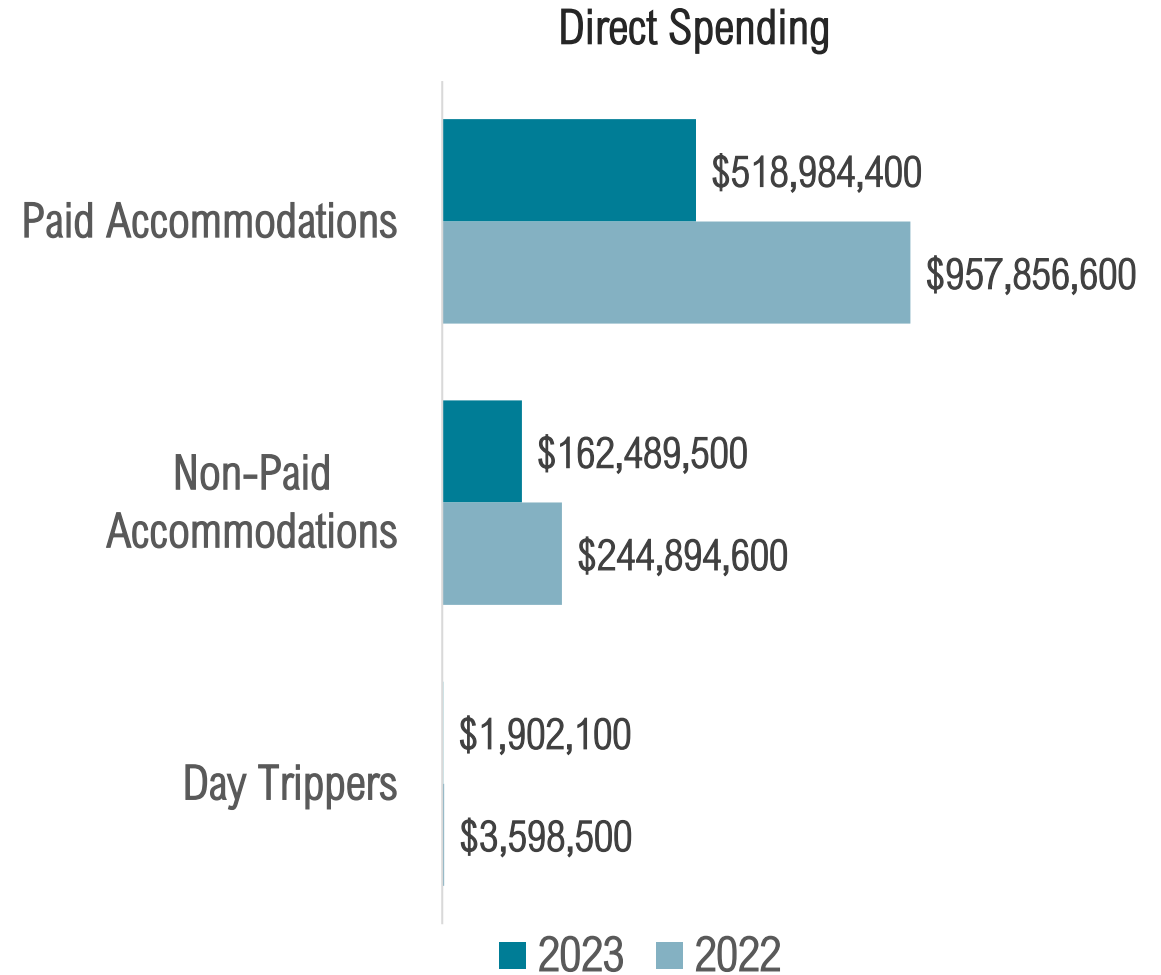 Direct Spending
$518,984,400
Paid Accommodations
$957,856,600
$162,489,500
Non-Paid
Accommodations
$244,894,600
$1,902,100
Day Trippers
$3,598,500
2023 2022